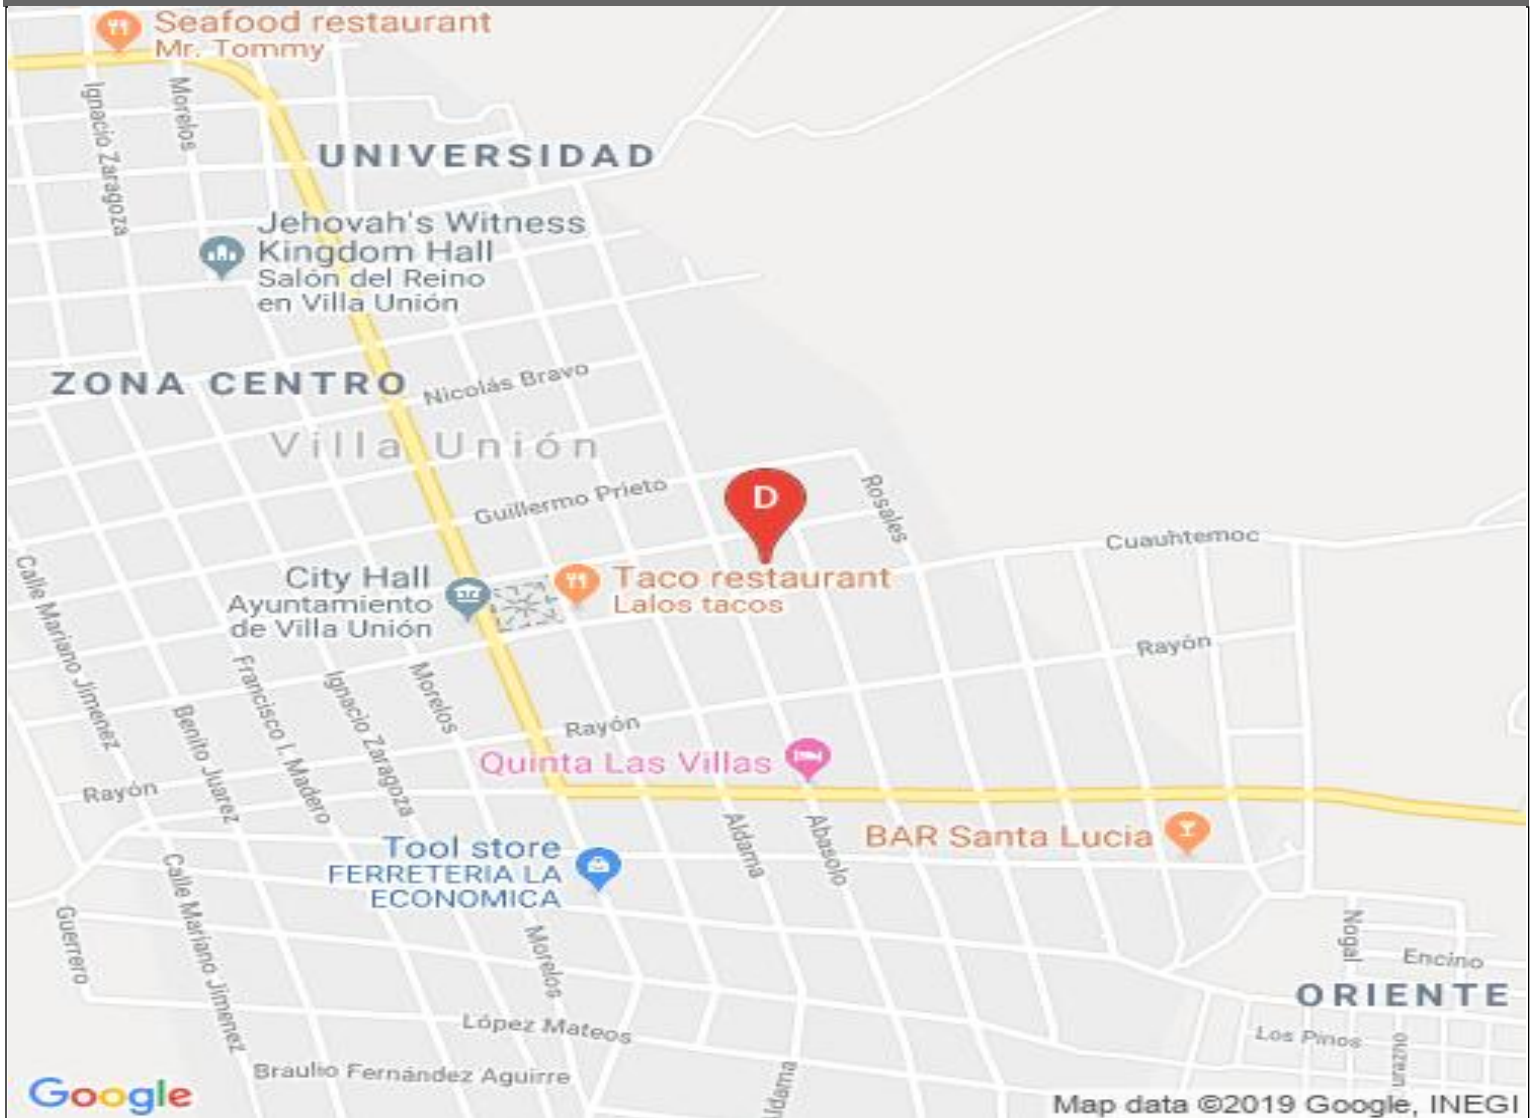 Seafood restaurant
Mr. Tommy
Ignacio Zaragoza
Morelos
UNIVERSIDAD
Jehovah's Witness
Kingdom Hall
Salón del Reino
en Villa Unión
ZONA CENTRO
Nicolás Bravo
Villa Unión
Guillermo Prieto
D
Rosales
Cuauhtemoc
City Hall
Ayuntamiento
de Villa Unión
Taco restaurant
Lalos tacos
Calle Mariano Jimenez
Francisco I. Madero
Ignacio Zaragoza
Morelos
Rayón
Benito Juarez
Rayón
Quinta Las Villas
Rayón
Aldama
Abasolo
BAR Santa Lucia
Tool store
FERRETERIA LA
ECONOMICA
Calle Mariano Jimenez
Guerrero
Morelos
Nogal
Encino
ORIENTE
López Mateos
Los Pinos
Braulio Fernández Aguirre
Google
Map data ©2019 Google, INEGI